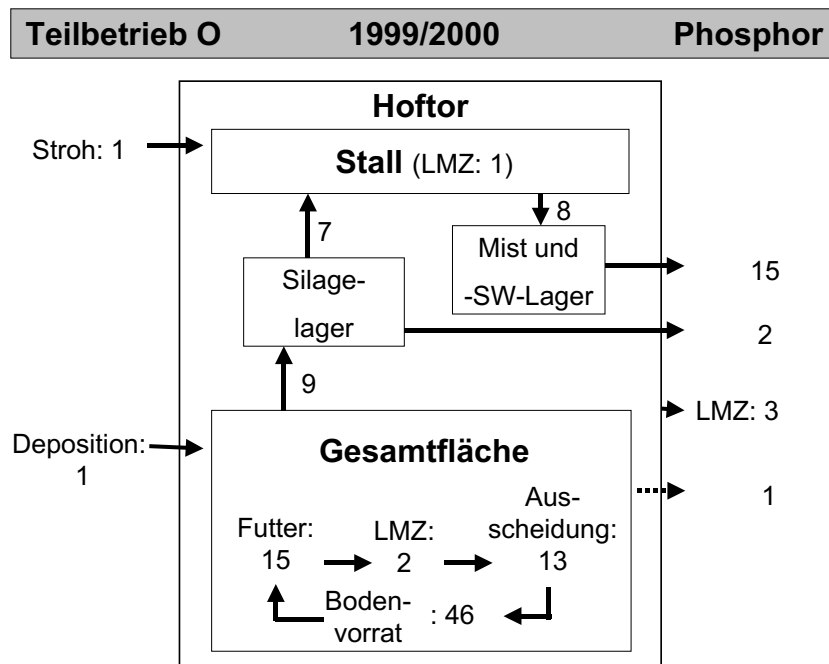 Teilbetrieb O 1999/2000 Phosphor
Hoftor
Stroh: 1
Stall (LMZ: 1)
7
8
Silage-
lager
Mist und
-SW-Lager
15
2
9
LMZ: 3
Deposition:
1
Gesamtfläche
1
Futter:
15
LMZ:
2
Aus-
scheidung:
13
Boden-
vorrat
: 46